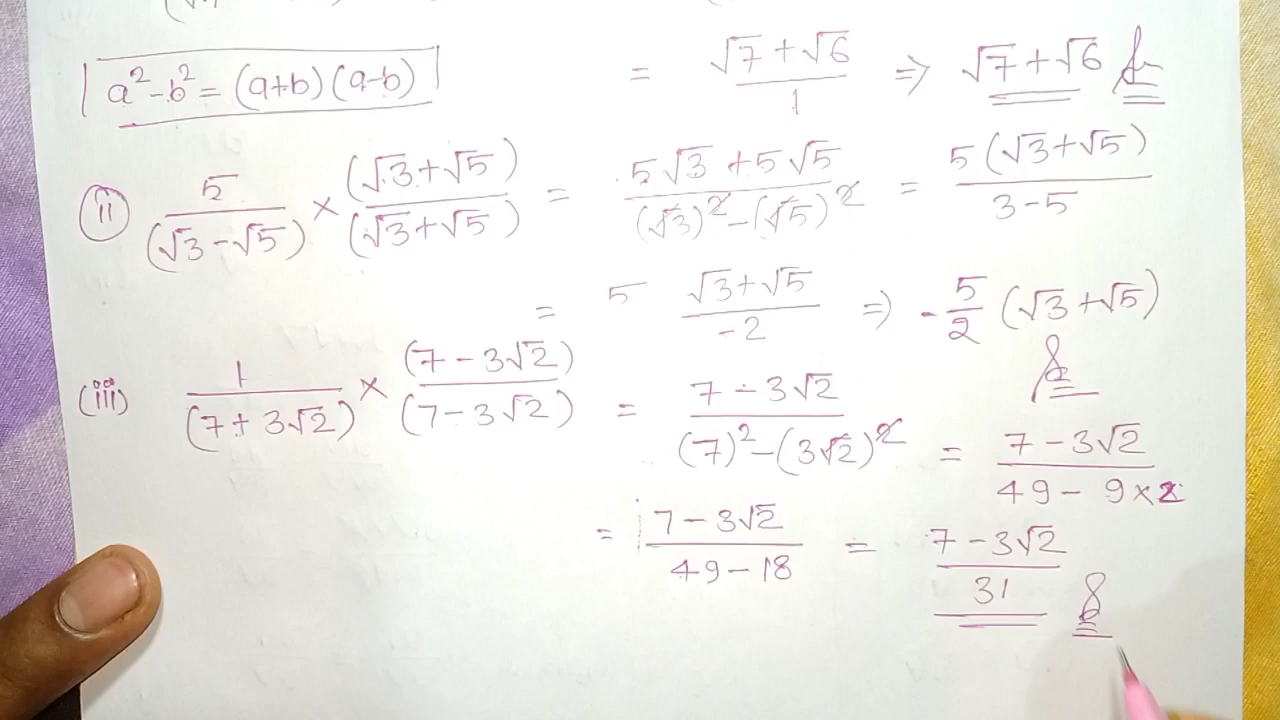 a² - b² = (a+b)(a-b)
= (√7 + √6)/1 ⇒ √7 + √6
(ii) 5/(√3 - √5) × (√3 + √5)/(√3 + √5) = (5√3 + 5√5)/((√3)² - (√5)²) = 5(√3 + √5)/(3 - 5)
= 5 (√3 + √5)/(-2) ⇒ -5/2 (√3 + √5)
(iii) 1/(7 + 3√2) × (7 - 3√2)/(7 - 3√2) = (7 - 3√2)/((7)² - (3√2)²) = (7 - 3√2)/(49 - 9×2)
= (7 - 3√2)/(49 - 18) = (7 - 3√2)/31